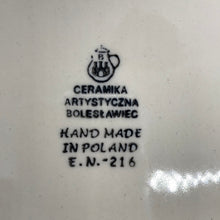 B
CERAMIKA
ARTYSTYCZNA
BOLESŁAWIEC
HAND MADE
IN POLAND
E.N.-216